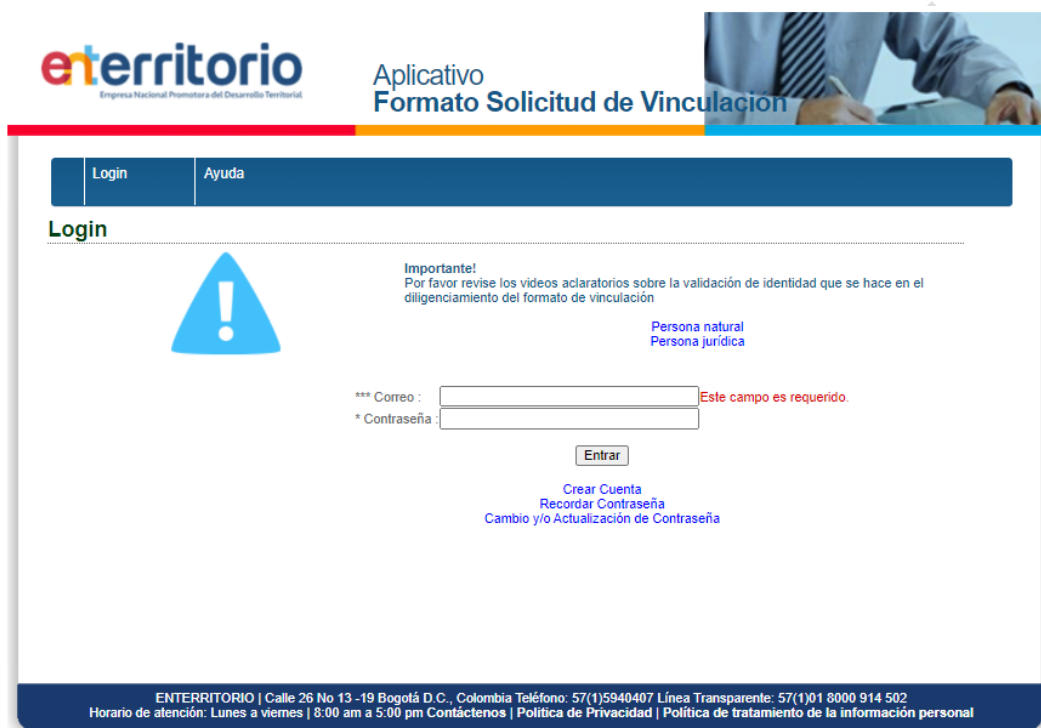 enterritorio
Empresa Nacional Promotora del Desarrollo Territorial
Aplicativo
Formato Solicitud de Vinculación
Login
Ayuda
Login
Importante!
Por favor revise los videos aclaratorios sobre la validación de identidad que se hace en el
diligenciamiento del formato de vinculación
Persona natural
Persona jurídica
*** Correo :
Este campo es requerido.
* Contraseña :
Entrar
Crear Cuenta
Recordar Contraseña
Cambio y/o Actualización de Contraseña
ENTERRITORIO | Calle 26 No 13 -19 Bogotá D.C., Colombia Teléfono: 57(1)5940407 Línea Transparente: 57(1)01 8000 914 502
Horario de atención: Lunes a viernes | 8:00 am a 5:00 pm Contáctenos | Politica de Privacidad | Política de tratamiento de la información personal